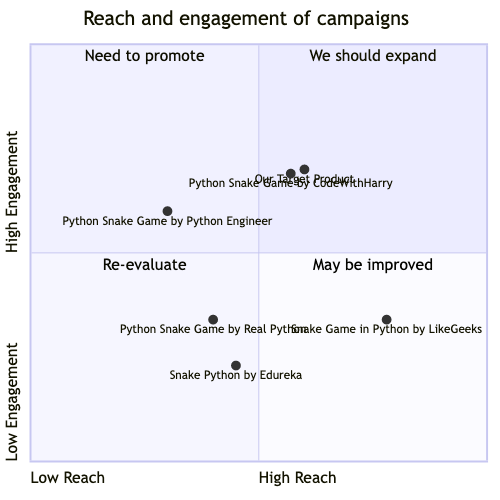 Reach and engagement of campaigns
Need to promote
We should expand
Our Target Product
Python Snake Game by CodeWithHarry
Python Snake Game by Python Engineer
High Engagement
Re-evaluate
May be improved
Python Snake Game by Real Python
Snake Game in Python by LikeGeeks
Snake Python by Edureka
Low Engagement
Low Reach
High Reach